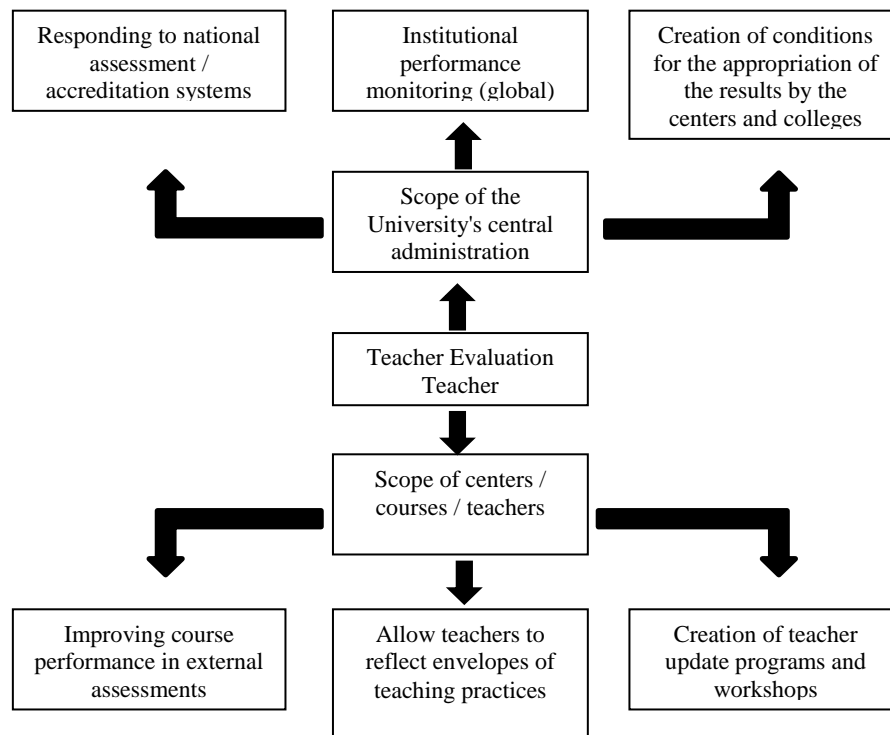 Responding to national
assessment /
accreditation systems
Institutional
performance
monitoring (global)
Creation of conditions
for the appropriation of
the results by the
centers and colleges
Scope of the
University's central
administration
Teacher Evaluation
Teacher
Scope of centers /
courses / teachers
Improving course
performance in external
assessments
Allow teachers to
reflect envelopes of
teaching practices
Creation of teacher
update programs and
workshops